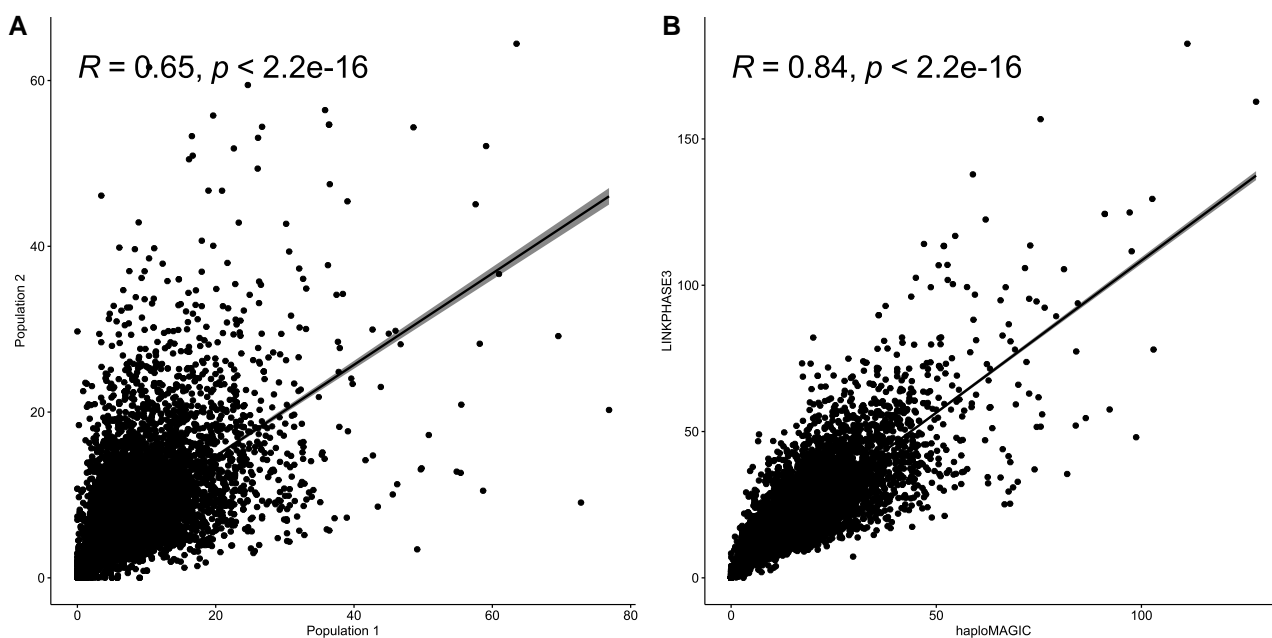 A
R = 0.65, p < 2.2e-16
60
40
20
0
Population 2
0 20 40 60 80
Population 1
B
R = 0.84, p < 2.2e-16
150
100
50
0
LINKPHASE3
0 50 100
haploMAGIC